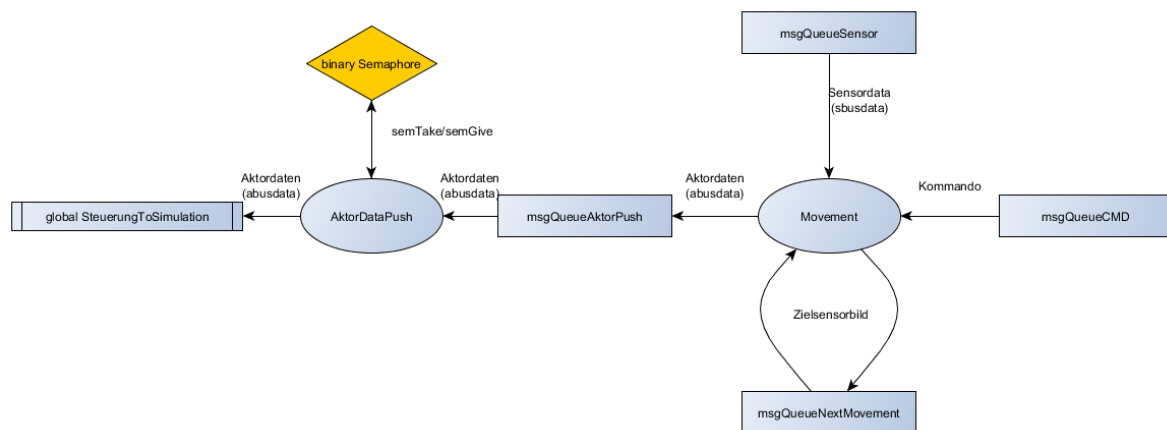 msgQueueSensor
binary Semaphore
Sensordata
(sbusdata)
semTake/semGive
Aktordaten
(abusdata)
Aktordaten
(abusdata)
Aktordaten
(abusdata)
Kommando
global SteuerungToSimulation
AktorDataPush
msgQueueAktorPush
Movement
msgQueueCMD
Zielsensorbild
msgQueueNextMovement